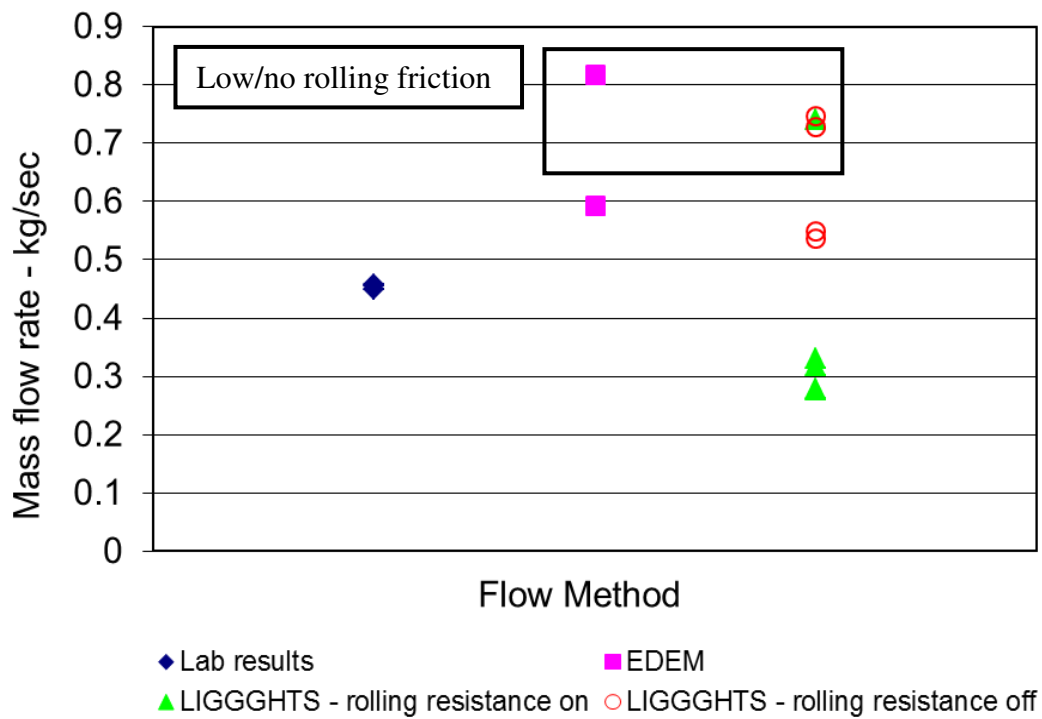 0.9
0.8
0.7
0.6
0.5
0.4
0.3
0.2
0.1
0
Mass flow rate - kg/sec
Low/no rolling friction
Flow Method
Lab results
EDEM
LIGGGHTS - rolling resistance on
LIGGGHTS - rolling resistance off